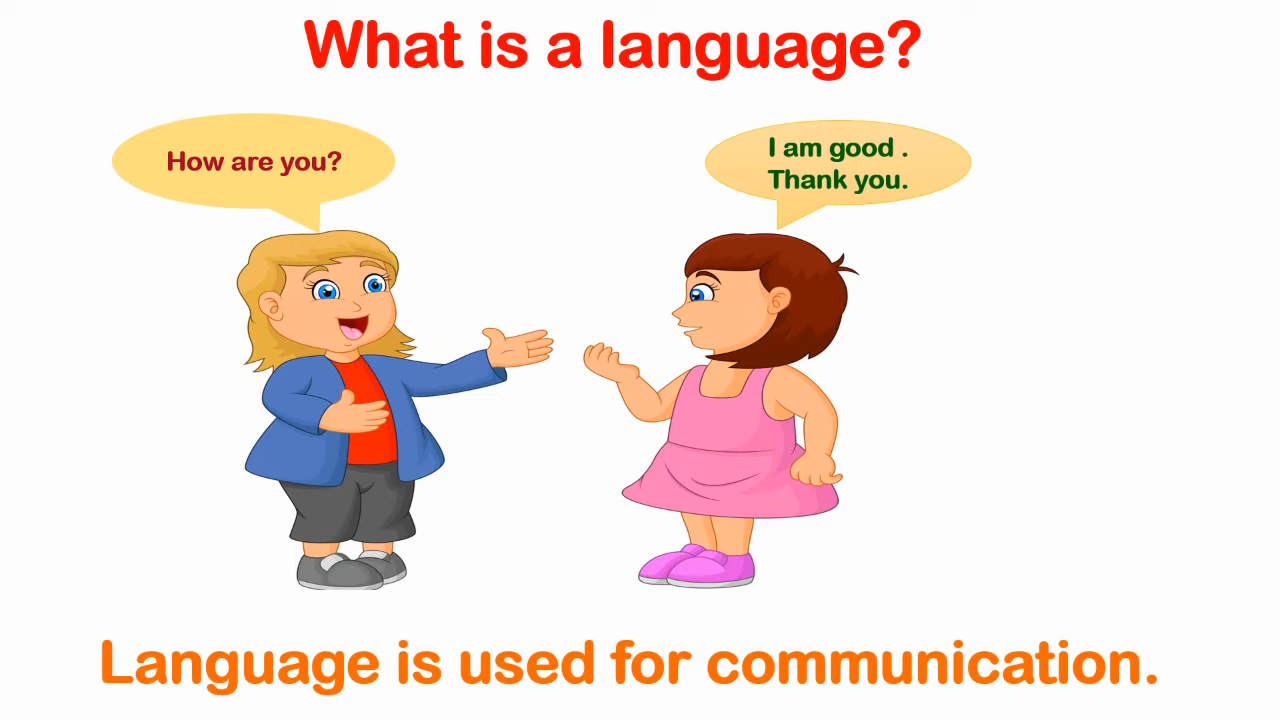 What is a language?
How are you?
I am good .
Thank you.
Language is used for communication.